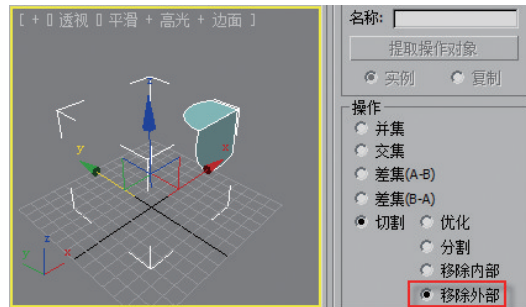 [ + 0 透视 0 平滑 + 高光 + 边面 ]
z
y
x
z
y
x
名称:
提取操作对象
实例 复制
操作
并集
交集
差集(A-B)
差集(B-A)
切割 优化
分割
移除内部
移除外部